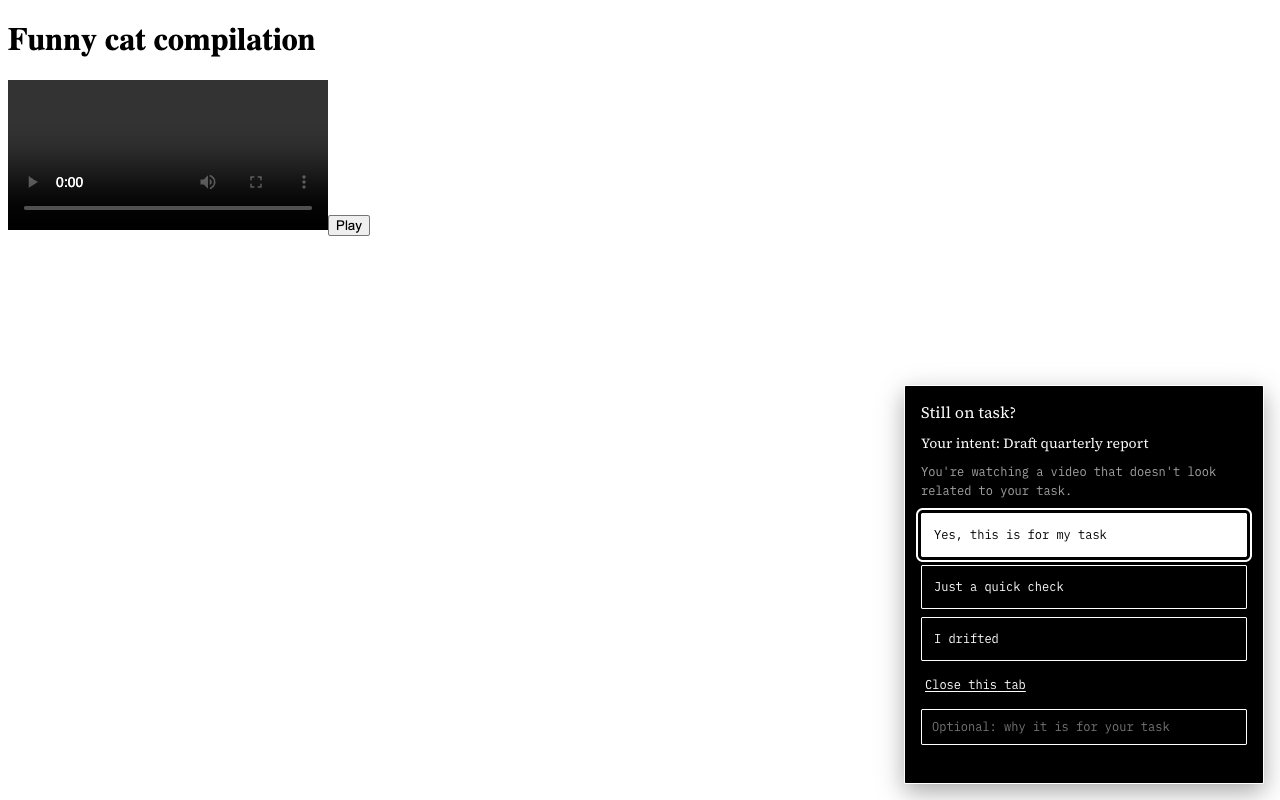 Funny cat compilation
0:00
Play
Still on task?
Your intent: Draft quarterly report
You're watching a video that doesn't look
related to your task.
Yes, this is for my task
Just a quick check
I drifted
Close this tab
Optional: why it is for your task